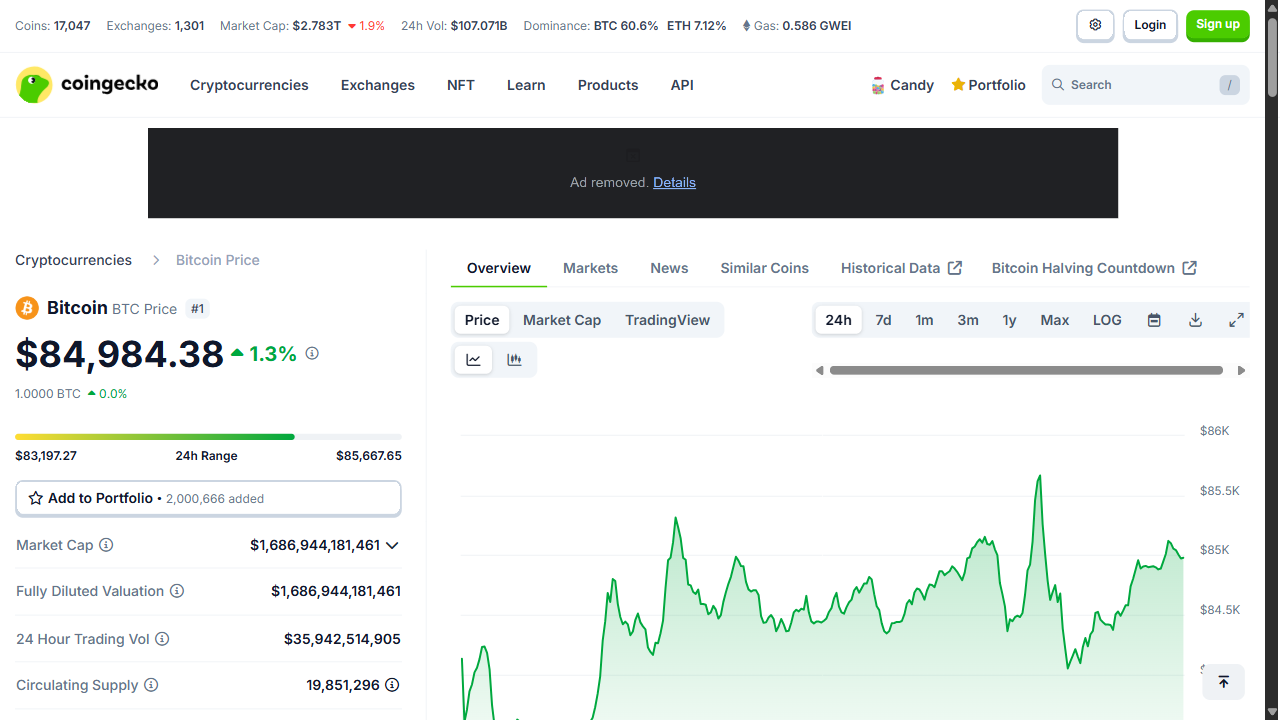 Coins: 17,047 Exchanges: 1,301 Market Cap: $2.783T 1.9% 24h Vol: $107.071B Dominance: BTC 60.6% ETH 7.12% Gas: 0.586 GWEI Login Sign up
coingecko Cryptocurrencies Exchanges NFT Learn Products API Candy Portfolio Search /
Ad removed. Details
Cryptocurrencies Bitcoin Price
Bitcoin BTC Price #1
$84,984.38 1.3%
1.0000 BTC 0.0%
$83,197.27 24h Range $85,667.65
Add to Portfolio • 2,000,666 added
Market Cap $1,686,944,181,461
Fully Diluted Valuation $1,686,944,181,461
24 Hour Trading Vol $35,942,514,905
Circulating Supply 19,851,296
Overview Markets News Similar Coins Historical Data Bitcoin Halving Countdown
Price Market Cap TradingView 24h 7d 1m 3m 1y Max LOG
$86K
$85.5K
$85K
$84.5K